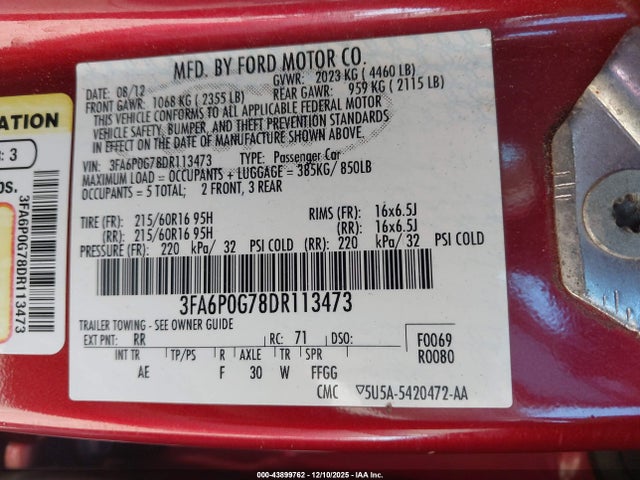 MFD. BY FORD MOTOR CO.
DATE: 08/12 GVWR: 2023 KG ( 4460 LB)
FRONT GAWR: 1068 KG ( 2355 LB) REAR GAWR: 959 KG ( 2115 LB)
THIS VEHICLE CONFORMS TO ALL APPLICABLE FEDERAL MOTOR
VEHICLE SAFETY, BUMPER, AND THEFT PREVENTION STANDARDS
IN EFFECT ON THE DATE OF MANUFACTURE SHOWN ABOVE.
VIN: 3FA6P0G78DR113473 TYPE: Passenger Car
MAXIMUM LOAD = OCCUPANTS + LUGGAGE = 385KG/ 850LB
OCCUPANTS = 5 TOTAL; 2 FRONT, 3 REAR
TIRE (FR): 215/60R16 95H RIMS (FR): 16x6.5J
(RR): 215/60R16 95H (RR): 16x6.5J
PRESSURE (FR): 220 kPa/ 32 PSI COLD (RR): 220 kPa/ 32 PSI COLD
3FA6P0G78DR113473
TRAILER TOWING - SEE OWNER GUIDE
EXT PNT: RR RC: 71 DSO:
F0069
R0080
INT TR TP/PS R AXLE TR SPR
AE F 30 W FFGG
CMC ▽5U5A-5420472-AA
ATION
: 3
OS.
3FA6P0G78DR113473
000-43899762 - 12/10/2025 - IAA Inc.